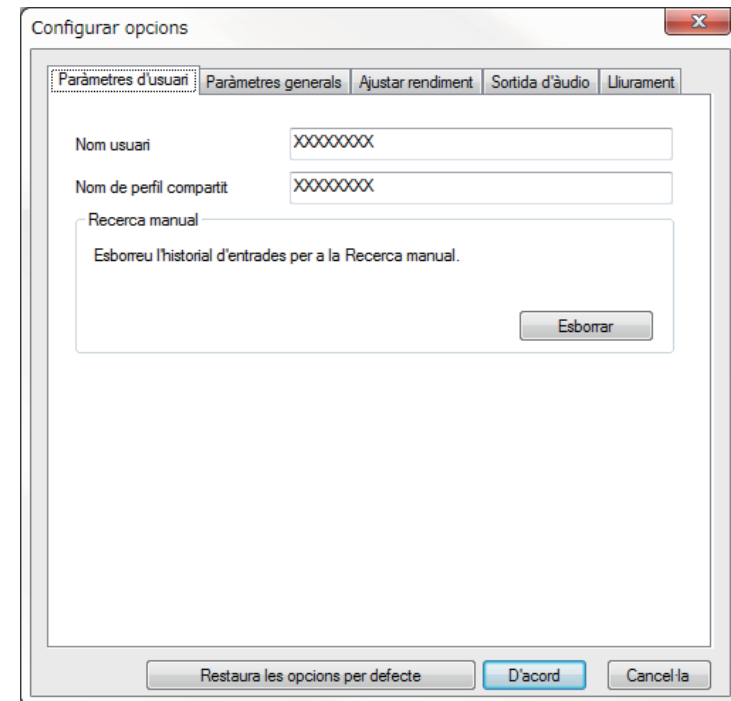 Configurar opcions
Paràmetres d'usuari Paràmetres generals Ajustar rendiment Sortida d'àudio Lliurament
Nom usuari XXXXXXXX
Nom de perfil compartit XXXXXXXX
Recerca manual
Esborreu l'historial d'entrades per a la Recerca manual.
Esborrar
Restaura les opcions per defecte D'acord Cancel·la